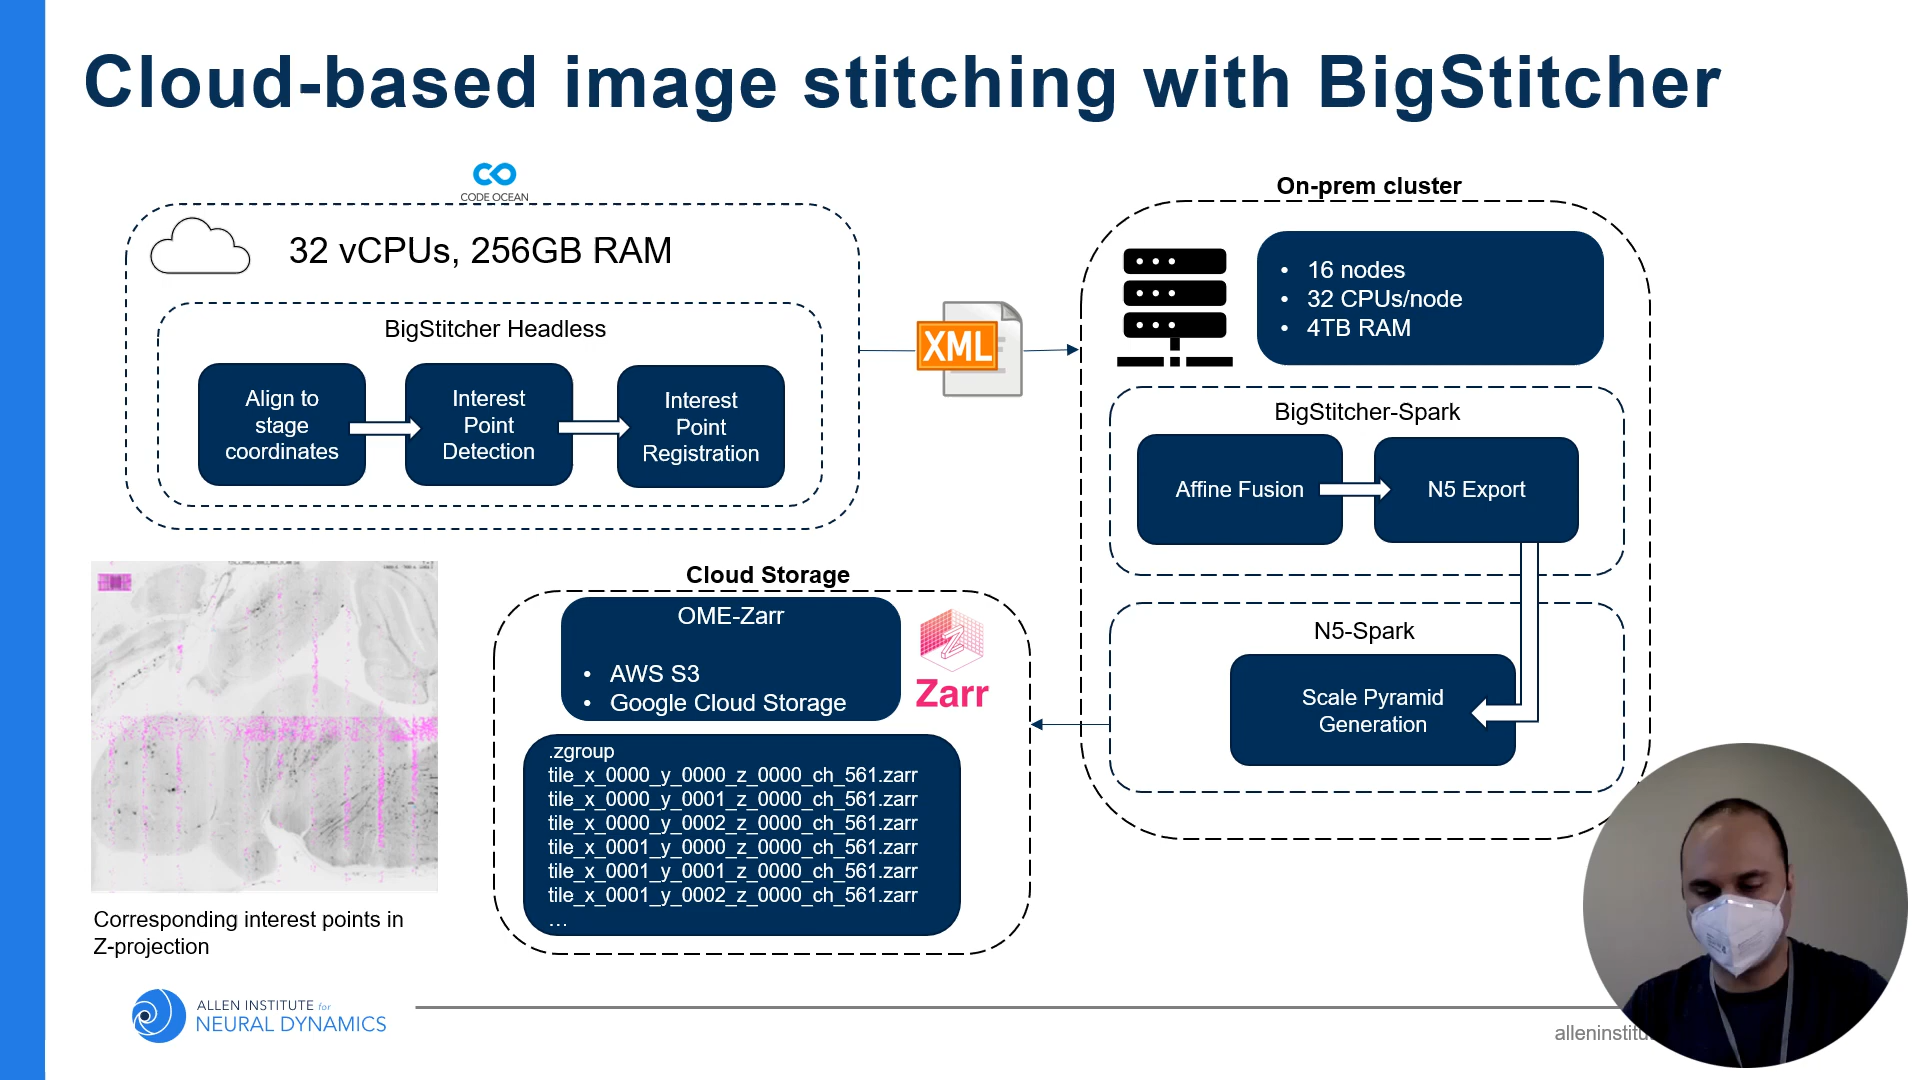 Cloud-based image stitching with BigStitcher
CODE OCEAN
32 vCPUs, 256GB RAM
BigStitcher Headless
Align to
stage
coordinates
Interest
Point
Detection
Interest
Point
Registration
XML
On-prem cluster
• 16 nodes
• 32 CPUs/node
• 4TB RAM
BigStitcher-Spark
Affine Fusion
N5 Export
N5-Spark
Scale Pyramid
Generation
Cloud Storage
OME-Zarr
• AWS S3
• Google Cloud Storage
Zarr
.zgroup
tile_x_0000_y_0000_z_0000_ch_561.zarr
tile_x_0000_y_0001_z_0000_ch_561.zarr
tile_x_0000_y_0002_z_0000_ch_561.zarr
tile_x_0001_y_0000_z_0000_ch_561.zarr
tile_x_0001_y_0001_z_0000_ch_561.zarr
tile_x_0001_y_0002_z_0000_ch_561.zarr
...
Corresponding interest points in
Z-projection
ALLEN INSTITUTE for
NEURAL DYNAMICS